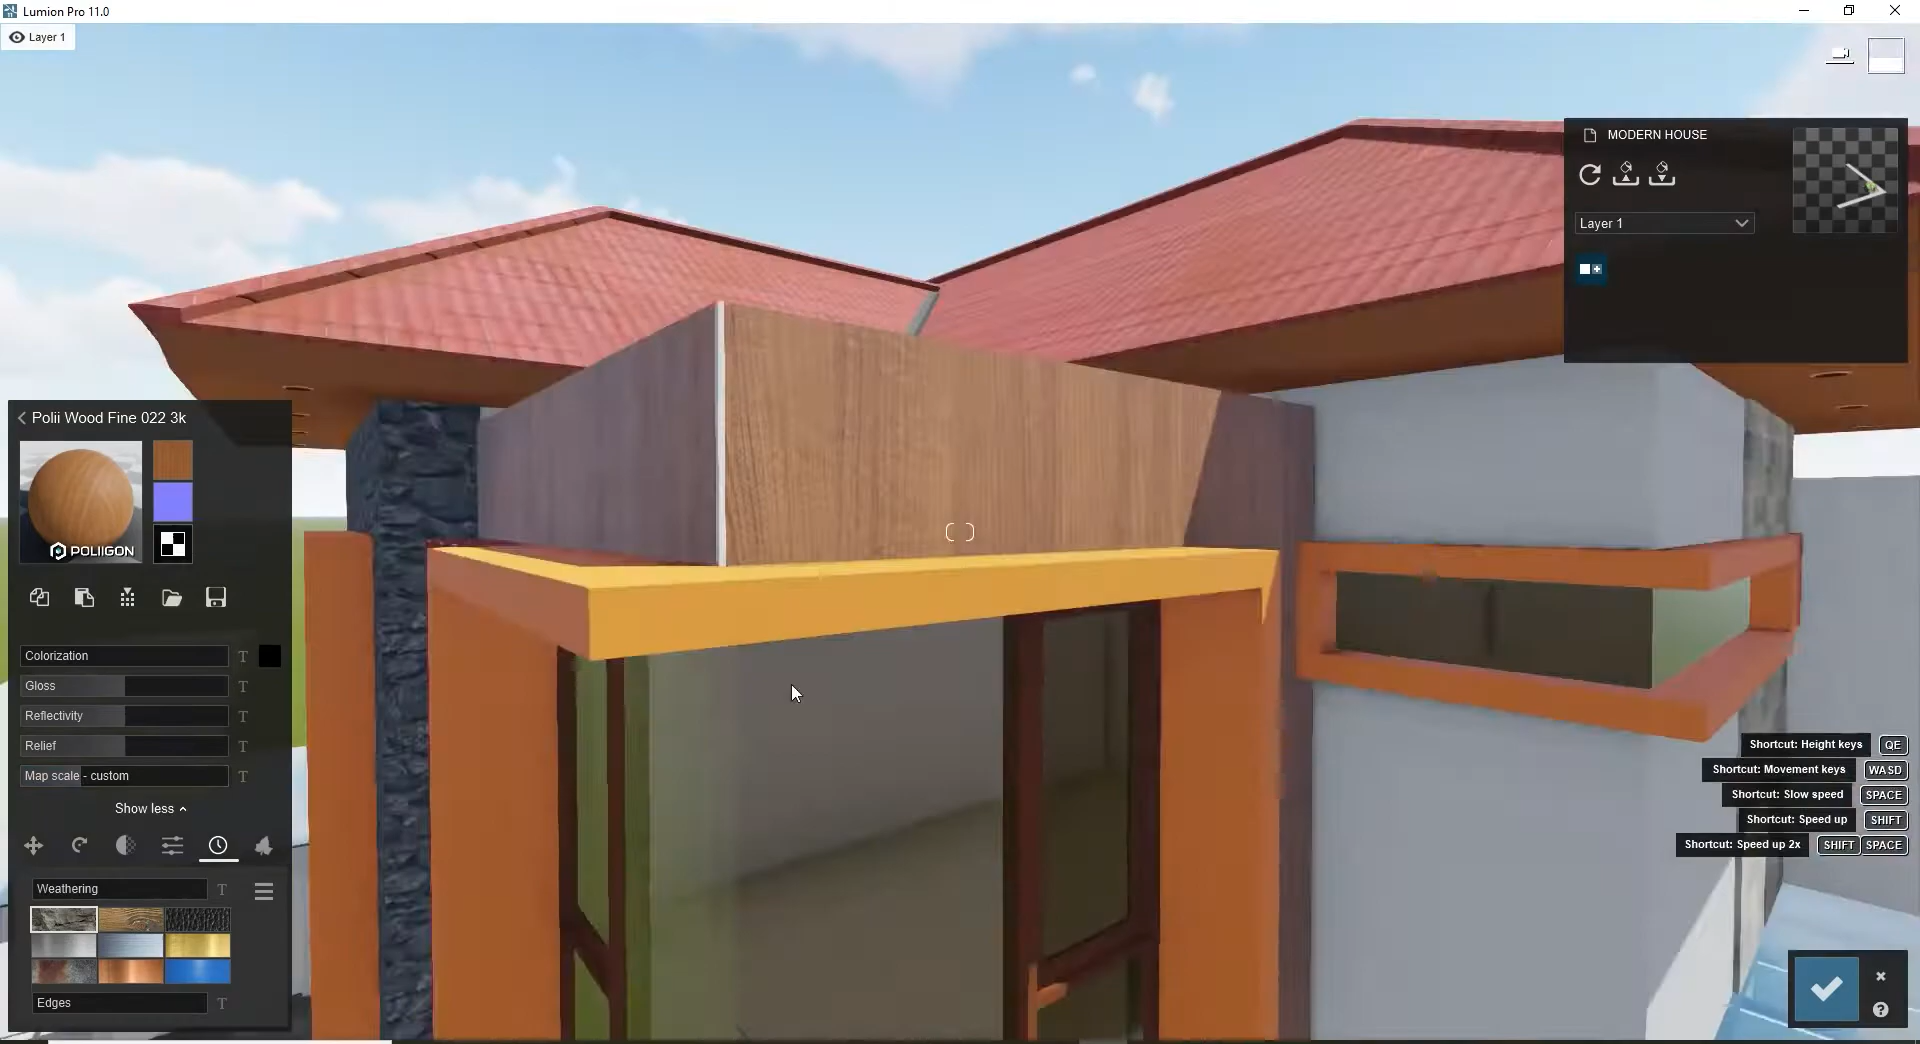 Lumion Pro 11.0
Layer 1
MODERN HOUSE
Layer 1
Polii Wood Fine 022 3k
POLIIGON
Colorization T
Gloss T
Reflectivity T
Relief T
Map scale - custom T
Show less
Weathering T
Edges T
Shortcut: Height keys QE
Shortcut: Movement keys WASD
Shortcut: Slow speed SPACE
Shortcut: Speed up SHIFT
Shortcut: Speed up 2x SHIFT SPACE